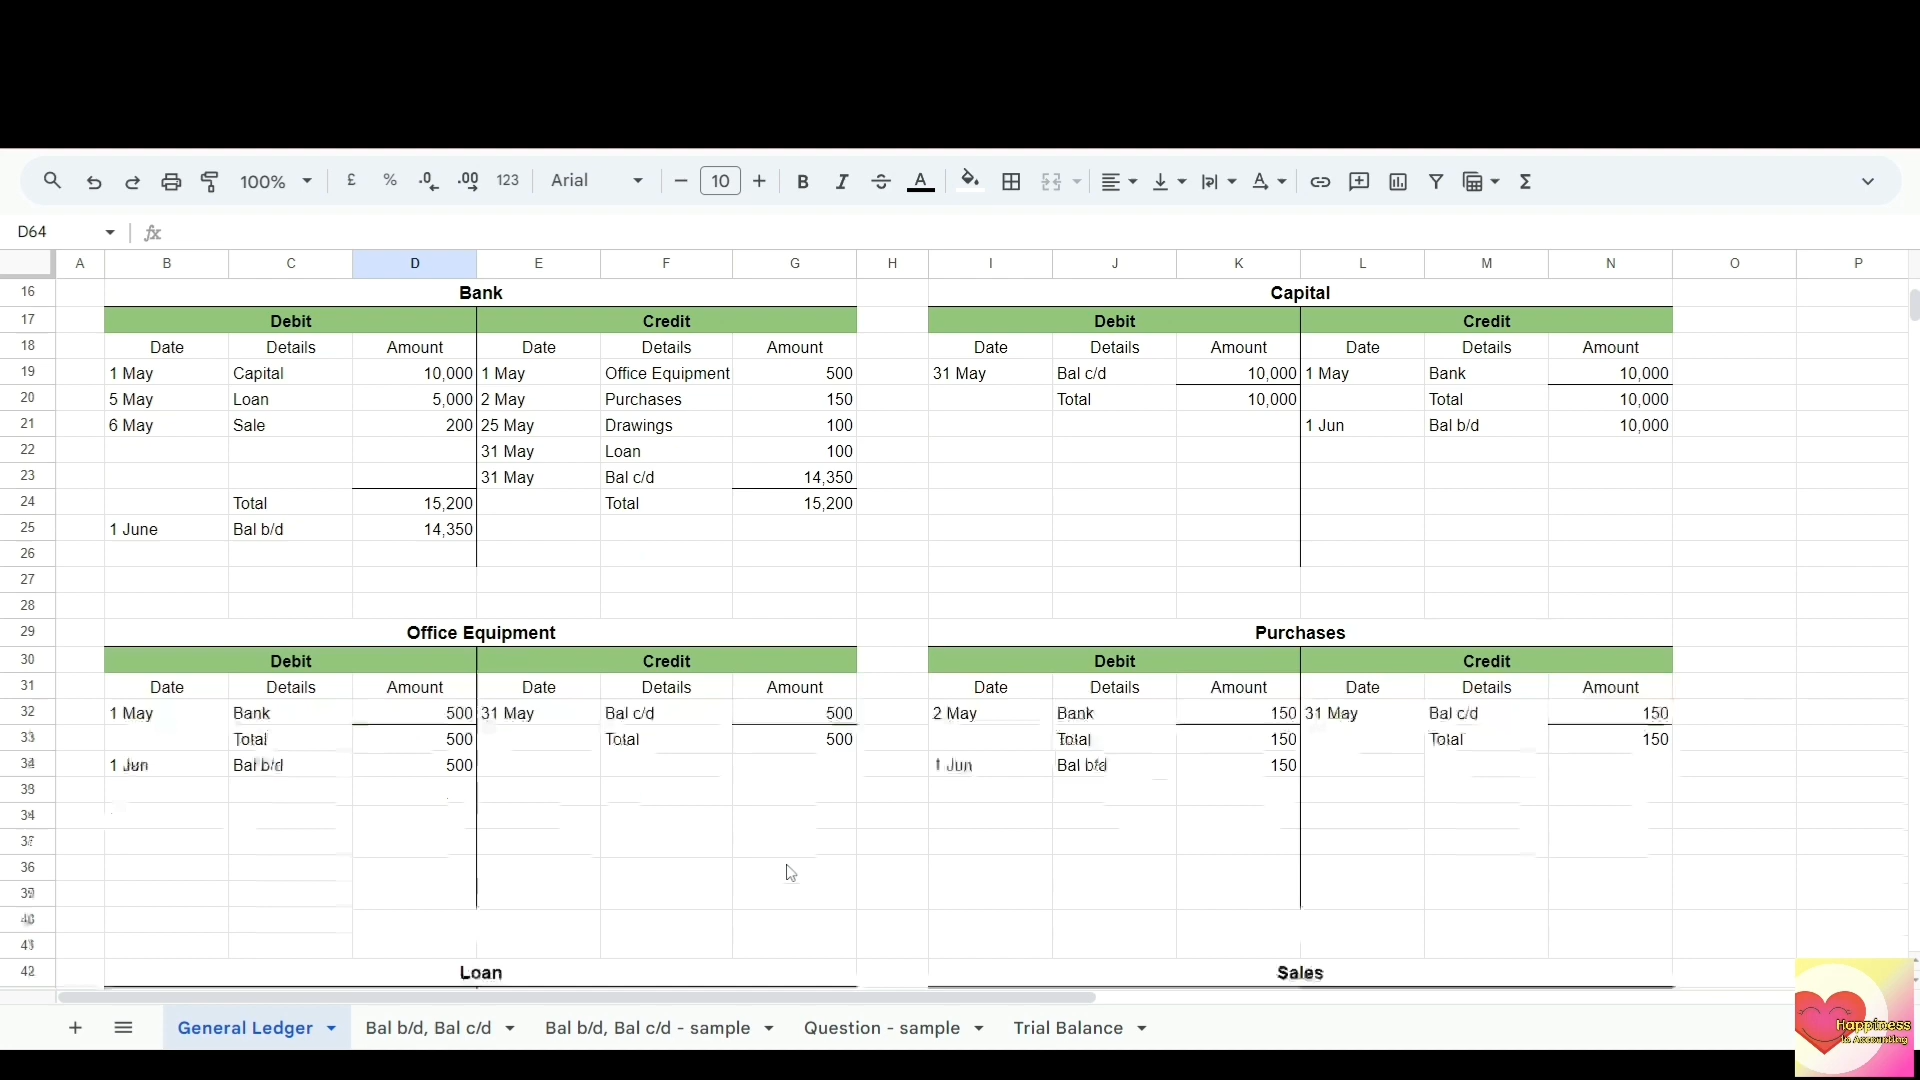 100% £ % .0 .00 123 Arial 10 B I A Σ
D64 fx
A B C D E F G H I J K L M N O P
16 Bank Capital
17 Debit Credit Debit Credit
18 Date Details Amount Date Details Amount Date Details Amount Date Details Amount
19 1 May Capital 10,000 1 May Office Equipment 500 31 May Bal c/d 10,000 1 May Bank 10,000
20 5 May Loan 5,000 2 May Purchases 150 Total 10,000 Total 10,000
21 6 May Sale 200 25 May Drawings 100 1 Jun Bal b/d 10,000
22 31 May Loan 100
23 31 May Bal c/d 14,350
24 Total 15,200 Total 15,200
25 1 June Bal b/d 14,350
26
27
28
29 Office Equipment Purchases
30 Debit Credit Debit Credit
31 Date Details Amount Date Details Amount Date Details Amount Date Details Amount
32 1 May Bank 500 31 May Bal c/d 500 2 May Bank 150 31 May Bal c/d 150
Total 500 Total 500 Total 150 Total 150
1 Jun Bal b/d 500 1 Jun Bal b/d 150
36
42 Loan Sales
General Ledger Bal b/d, Bal c/d Bal b/d, Bal c/d - sample Question - sample Trial Balance
Happiness
in Accounting